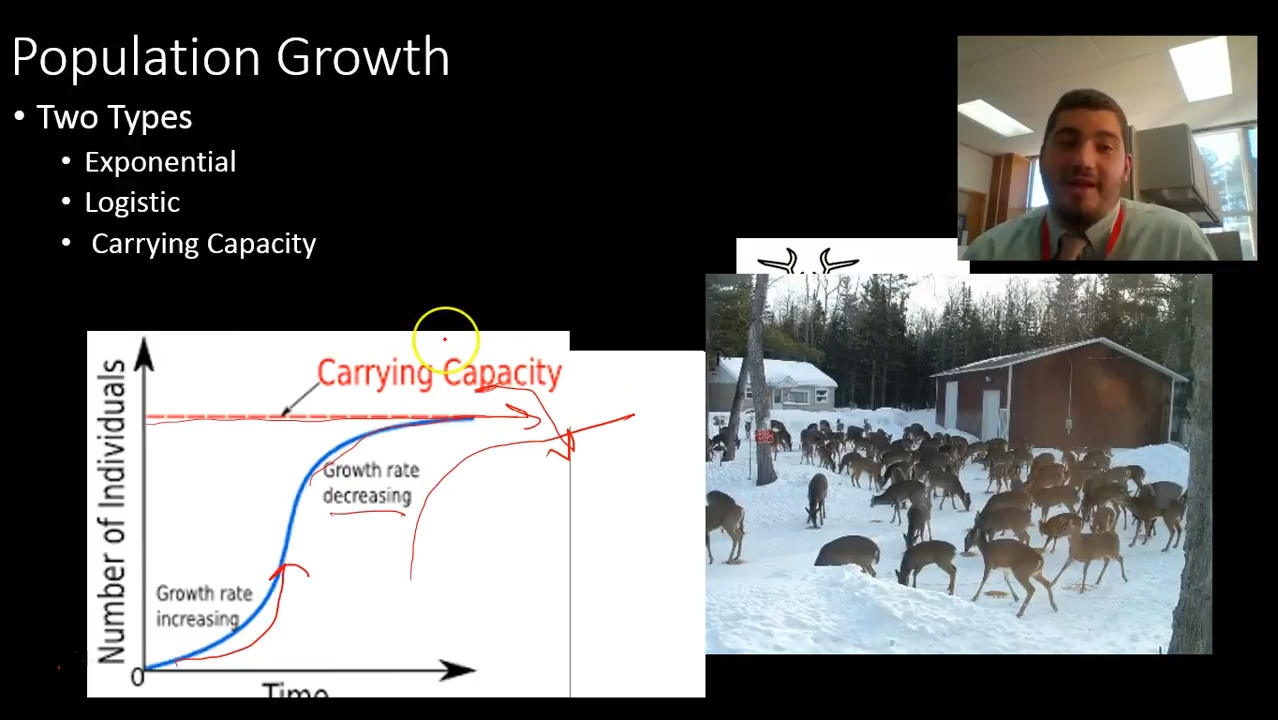 Population Growth
• Two Types
• Exponential
• Logistic
• Carrying Capacity
Carrying Capacity
Number of Individuals
Growth rate
decreasing
Growth rate
increasing
0
Time